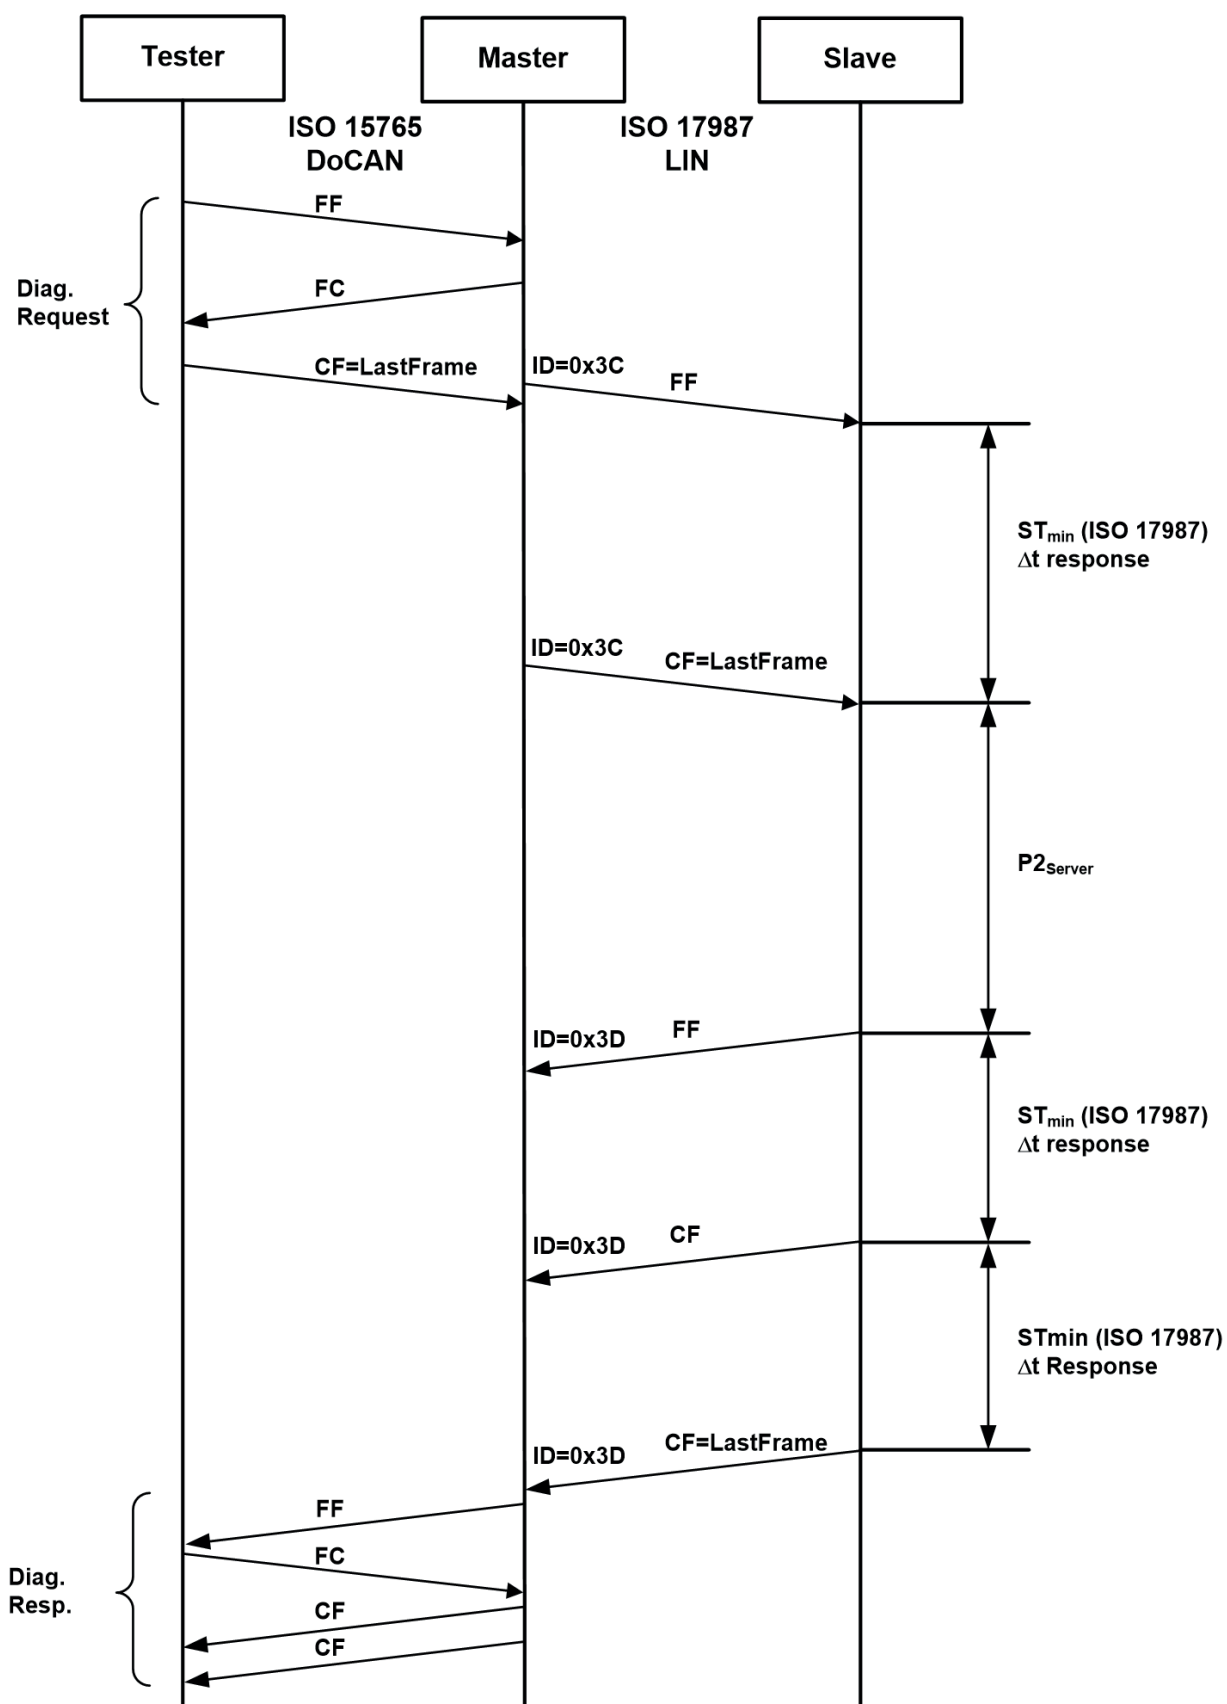 Tester
Master
Slave
ISO 15765
DoCAN
ISO 17987
LIN
FF
Diag.
Request
FC
CF=LastFrame
ID=0x3C
FF
STmin (ISO 17987)
Δt response
ID=0x3C
CF=LastFrame
P2Server
ID=0x3D
FF
STmin (ISO 17987)
Δt response
ID=0x3D
CF
STmin (ISO 17987)
Δt Response
ID=0x3D
CF=LastFrame
FF
FC
Diag.
Resp.
CF
CF